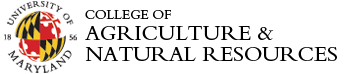 UNIVERSITY OF
18 56
MARYLAND
COLLEGE OF
AGRICULTURE &
NATURAL RESOURCES